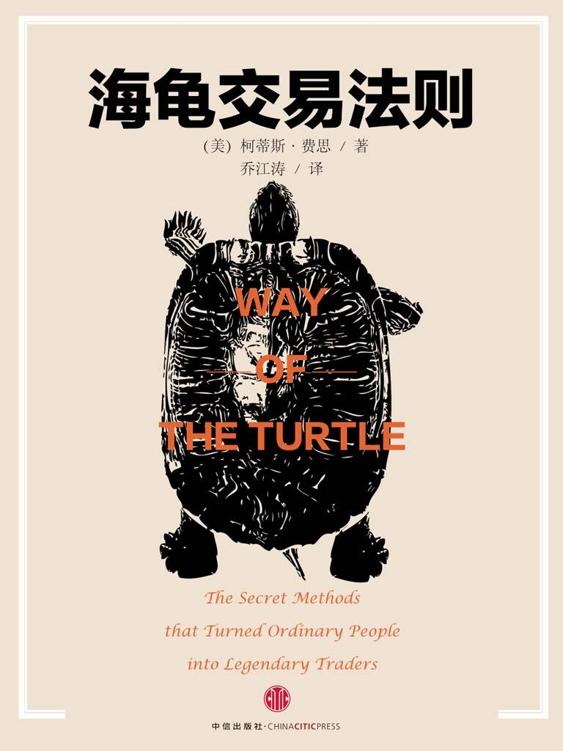 海龟交易法则
（美）柯蒂斯·费思 / 著
乔江涛 / 译
WAY
OF
THE TURTLE
The Secret Methods
that Turned Ordinary People
into Legendary Traders
中信出版社·CHINACITICPRESS